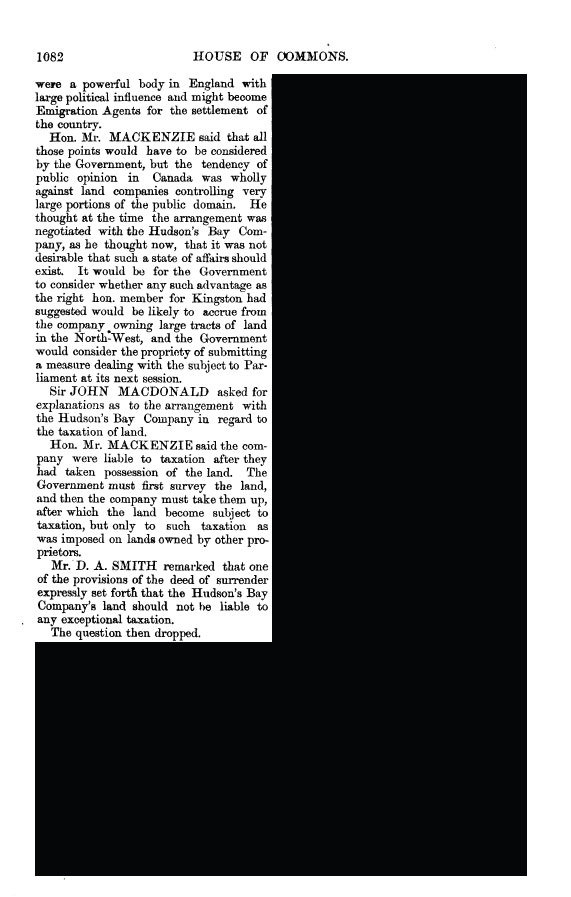 1082
HOUSE OF COMMONS.
were a powerful body in England with
large political influence and might become
Emigration Agents for the settlement of
the country.
Hon. Mr. MACKENZIE said that all
those points would have to be considered
by the Government, but the tendency of
public opinion in Canada was wholly
against land companies controlling very
large portions of the public domain. He
thought at the time the arrangement was
negotiated with the Hudson's Bay Com-
pany, as he thought now, that it was not
desirable that such a state of affairs should
exist. It would be for the Government
to consider whether any such advantage as
the right hon. member for Kingston had
suggested would be likely to accrue from
the company owning large tracts of land
in the North-West, and the Government
would consider the propriety of submitting
a measure dealing with the subject to Par-
liament at its next session.
Sir JOHN MACDONALD asked for
explanations as to the arrangement with
the Hudson's Bay Company in regard to
the taxation of land.
Hon. Mr. MACKENZIE said the com-
pany were liable to taxation after they
had taken possession of the land. The
Government must first survey the land,
and then the company must take them up,
after which the land become subject to
taxation, but only to such taxation as
was imposed on lands owned by other pro-
prietors.
Mr. D. A. SMITH remarked that one
of the provisions of the deed of surrender
expressly set forth that the Hudson's Bay
Company's land should not be liable to
any exceptional taxation.
The question then dropped.